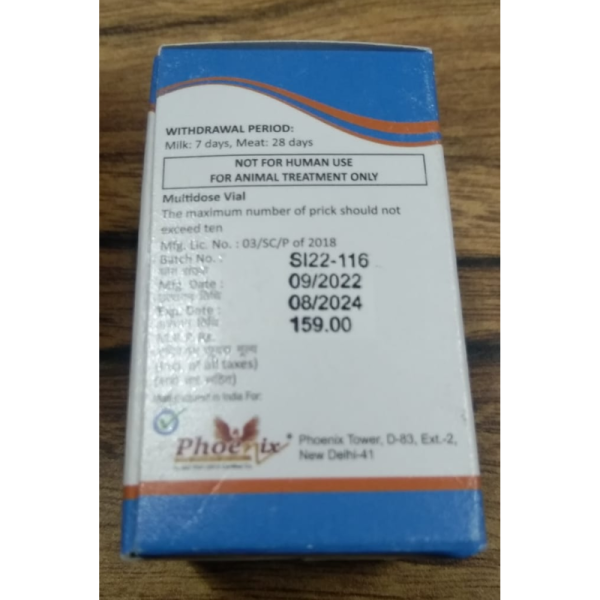 WITHDRAWAL PERIOD:
Milk: 7 days, Meat: 28 days
NOT FOR HUMAN USE
FOR ANIMAL TREATMENT ONLY
Multidose Vial
The maximum number of prick should not
exceed ten
Mfg. Lic. No. : 03/SC/P of 2018
Batch No. : SI22-116
Mfg. Date : 09/2022
Exp. Date : 08/2024
M.R.P. Rs. 159.00
(Incl. of all taxes)
in India For:
Phoenix
Phoenix Tower, D-83, Ext.-2,
New Delhi-41